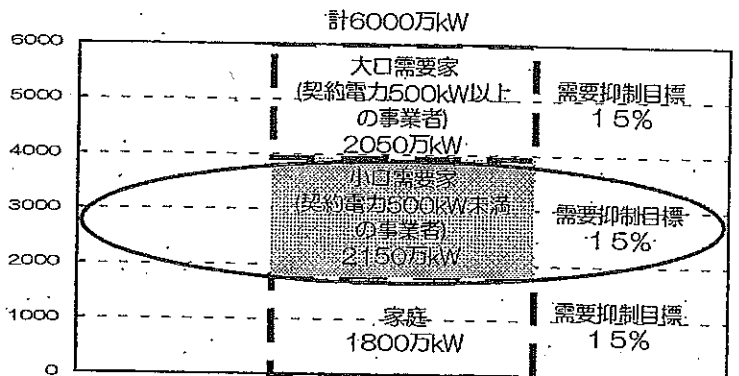 計6000万kW
6000
5000
4000
3000
2000
1000
0
大口需要家
(契約電力500kW以上
の事業者)
2050万kW
需要抑制目標
15%
小口需要家
(契約電力500kW未満
の事業者)
2150万kW
需要抑制目標
15%
家庭
1800万kW
需要抑制目標
15%